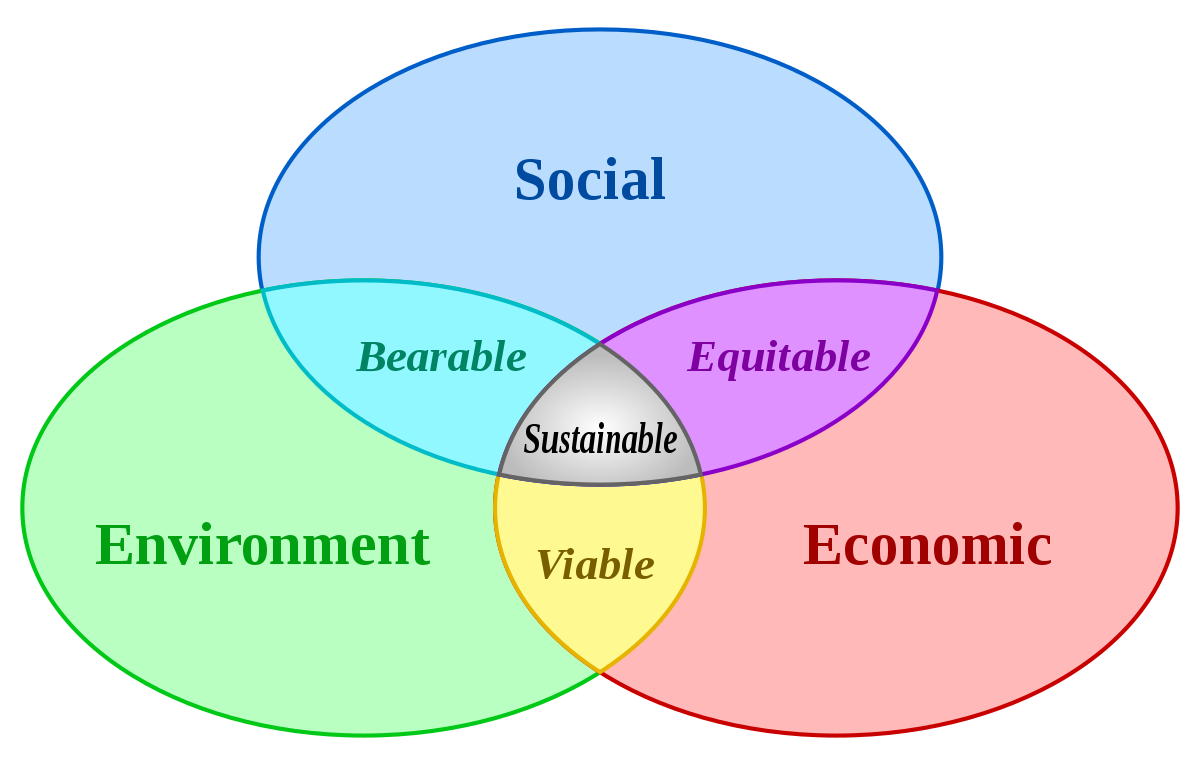 Social
Bearable
Equitable
Sustainable
Environment
Economic
Viable